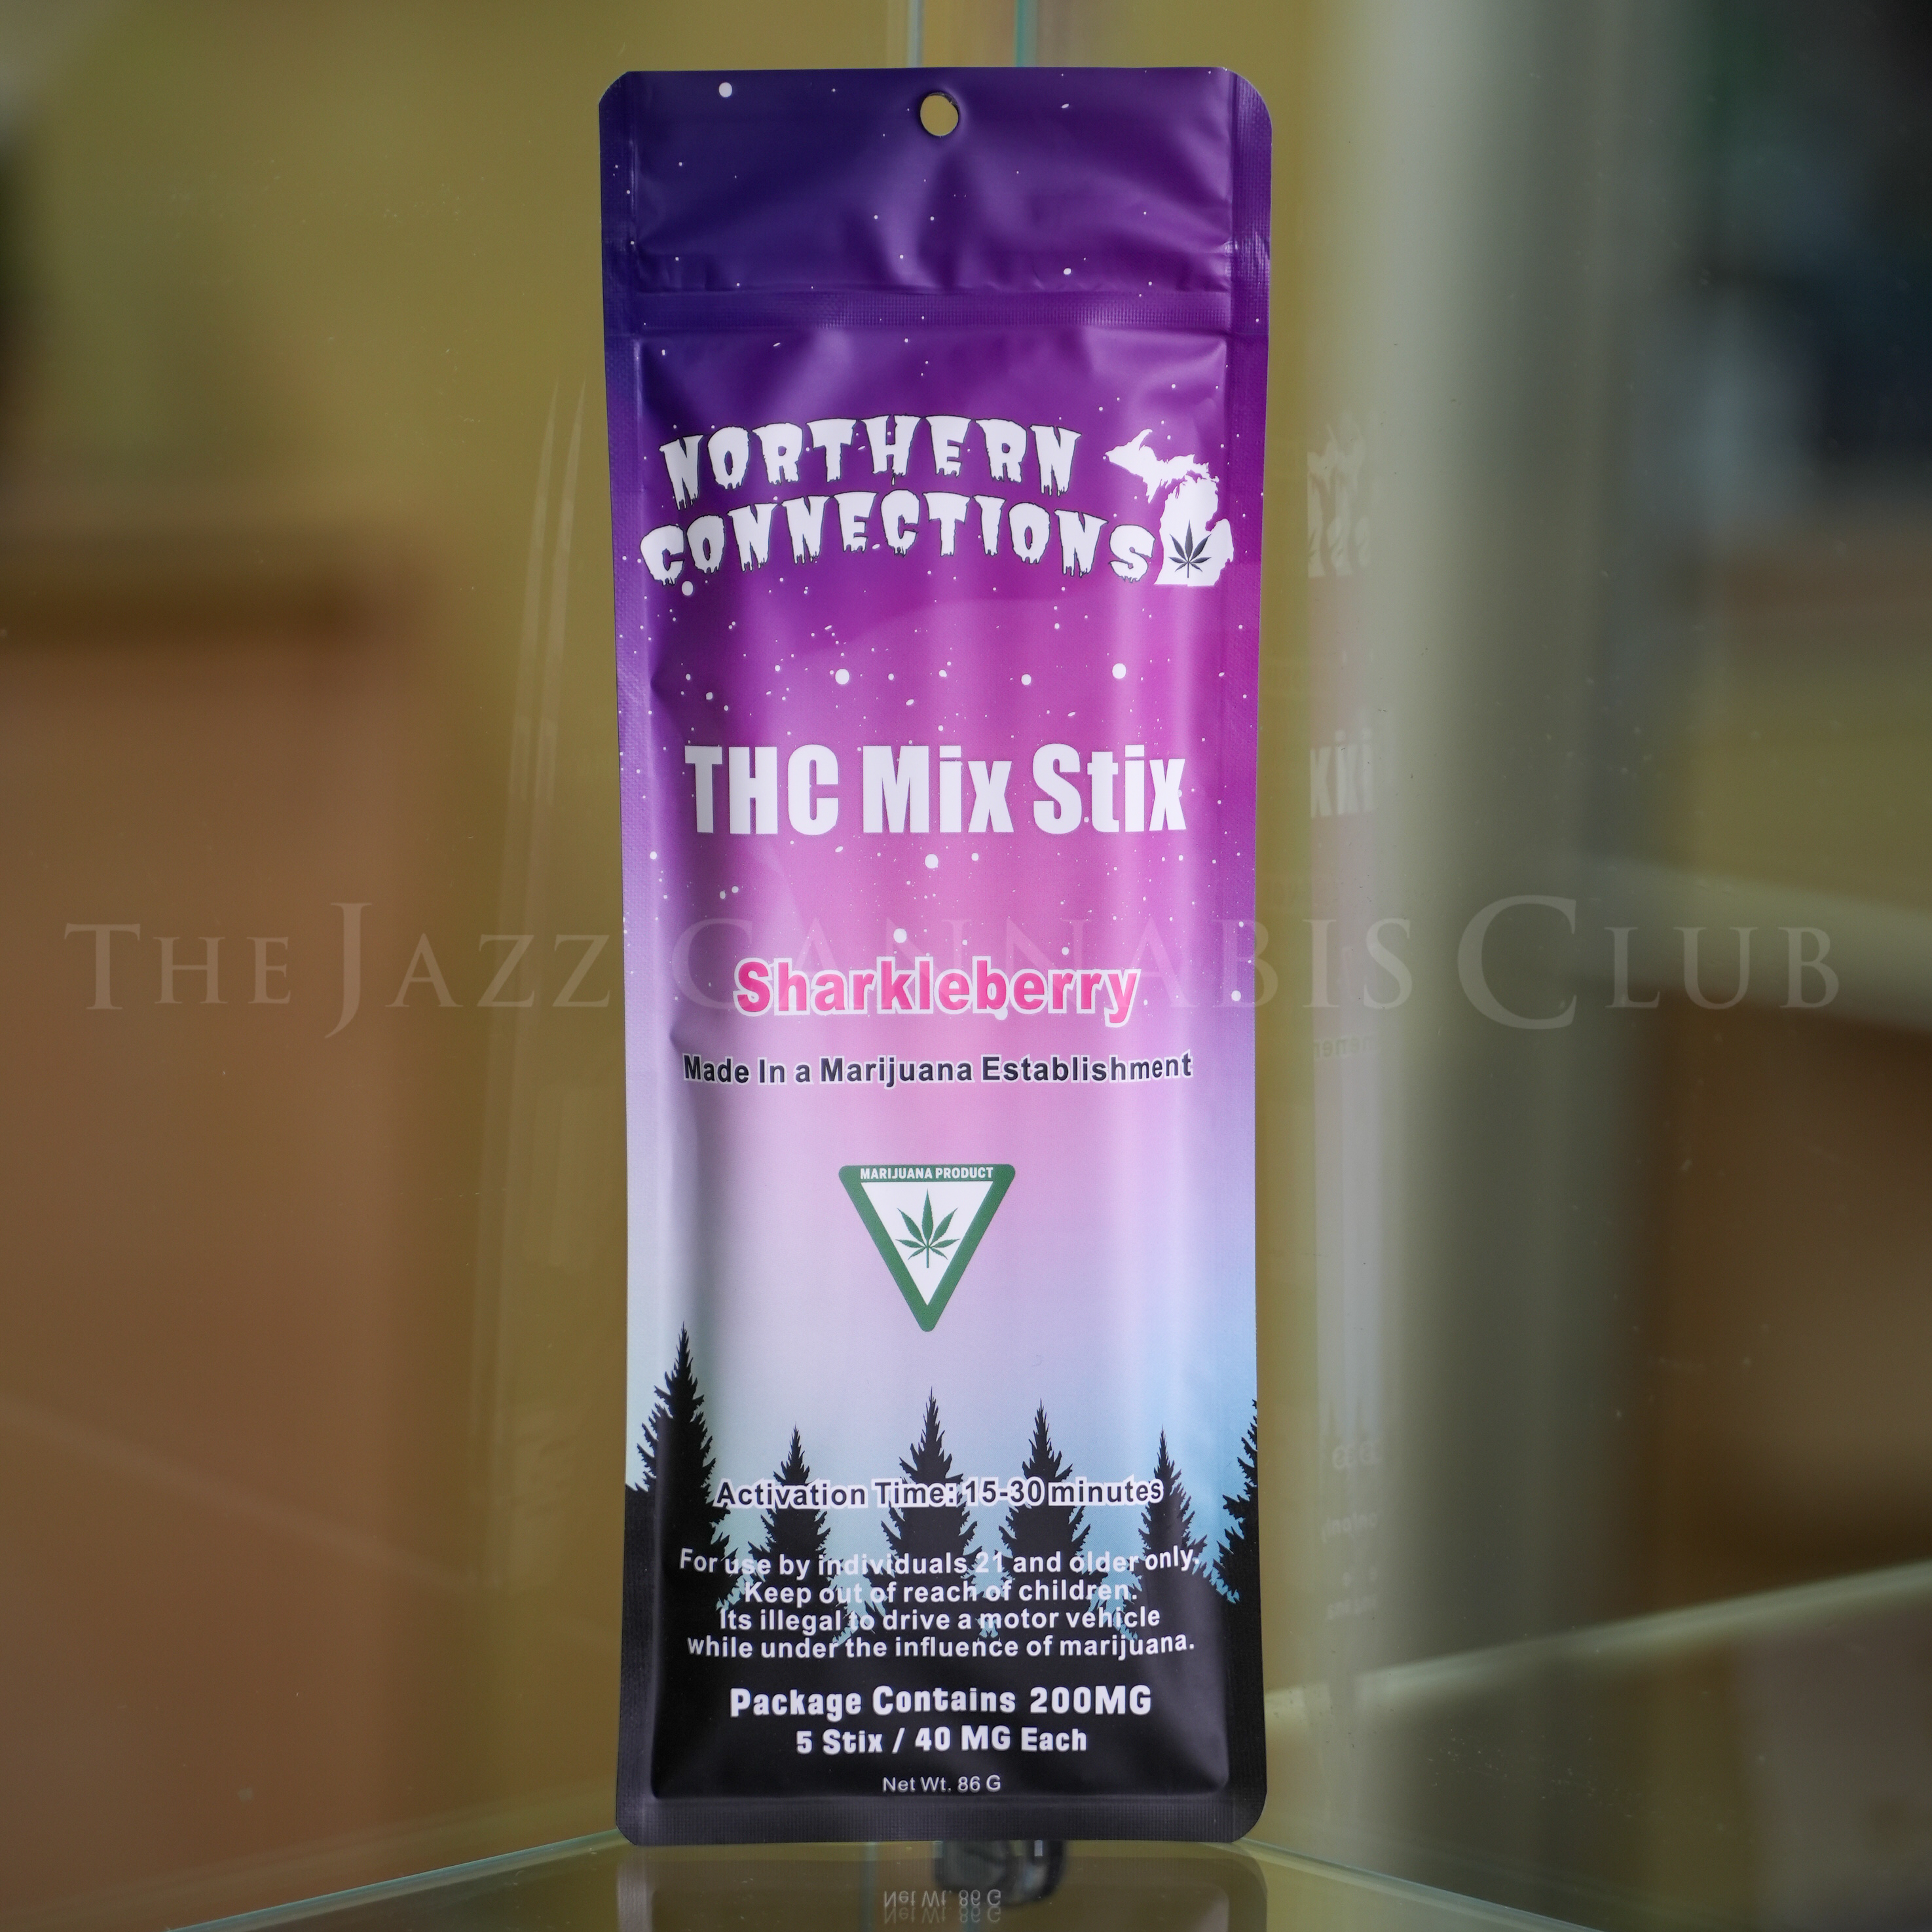 NORTHERN
CONNECTIONS
THC Mix Stix
THE JAZZ CANNABIS CLUB
Sharkleberry
Made In a Marijuana Establishment
MARIJUANA PRODUCT
Activation Time: 15-30 minutes
For use by individuals 21 and older only,
Keep out of reach of children.
Its illegal to drive a motor vehicle
while under the influence of marijuana.
Package Contains 200MG
5 Stix / 40 MG Each
Net Wt. 86 G